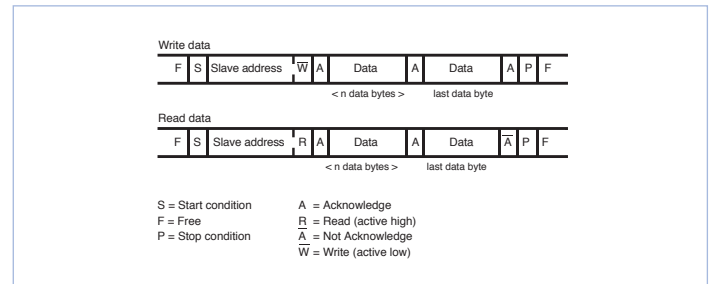 Write data
F S Slave address W̅ A Data A Data A P F
< n data bytes > last data byte
Read data
F S Slave address R A Data A Data A̅ P F
< n data bytes > last data byte
S = Start condition A = Acknowledge
F = Free R = Read (active high)
P = Stop condition A̅ = Not Acknowledge
W̅ = Write (active low)